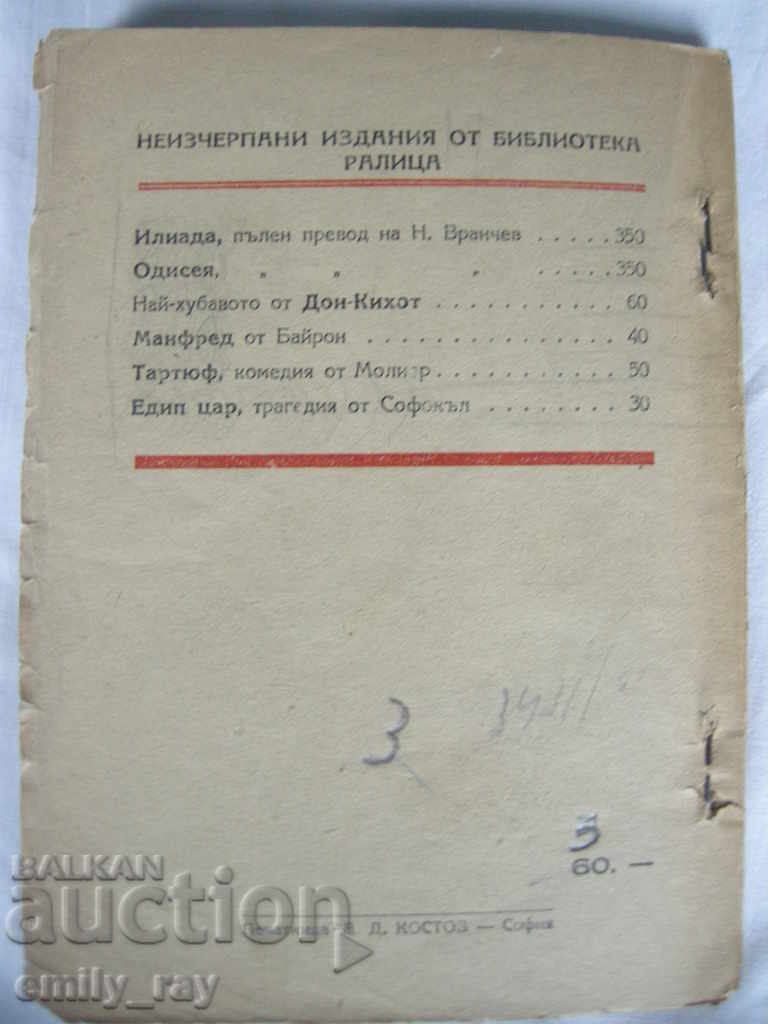 НЕИЗЧЕРПАНИ ИЗДАНИЯ ОТ БИБЛИОТЕКА
РАЛИЦА
Илиада, пълен превод на Н. Вранчев . . . . . 350
Одисея, „ „ „ . . . . . 350
Най-хубавото от Дон-Кихот . . . . . . . . . . . 60
Манфред от Байрон . . . . . . . . . . . . . . 40
Тартюф, комедия от Молиер . . . . . . . . . . . 50
Едип цар, трагедия от Софокъл . . . . . . . . 30
3
5
60. —
Печатница Д. КОСТОВ — София
BALKAN
auction
emily_ray